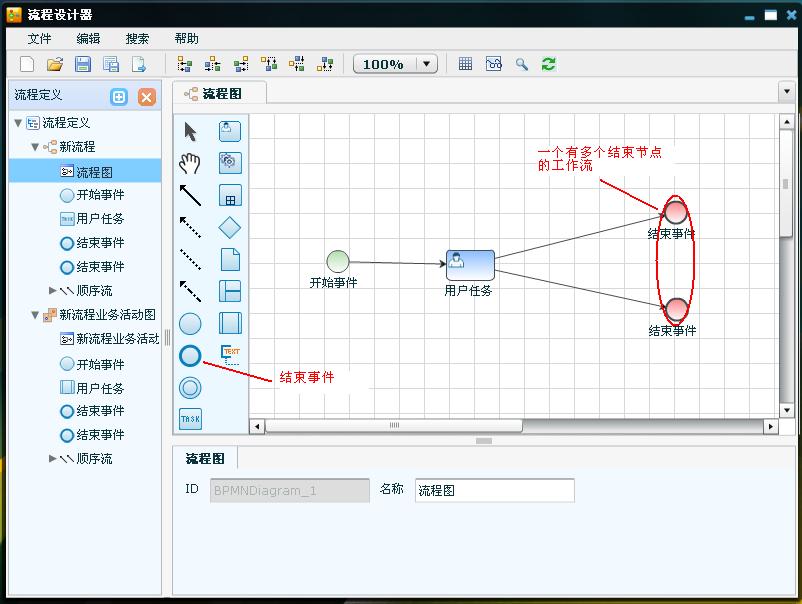 流程设计器
文件 编辑 搜索 帮助
100%
流程定义
流程图
流程定义
新流程
流程图
开始事件
TASK 用户任务
结束事件
结束事件
顺序流
新流程业务活动图
新流程业务活动
开始事件
用户任务
结束事件
结束事件
顺序流
TEXT
TASK
一个有多个结束节点
的工作流
结束事件
开始事件
用户任务
结束事件
结束事件
流程图
ID BPMNDiagram_1 名称 流程图